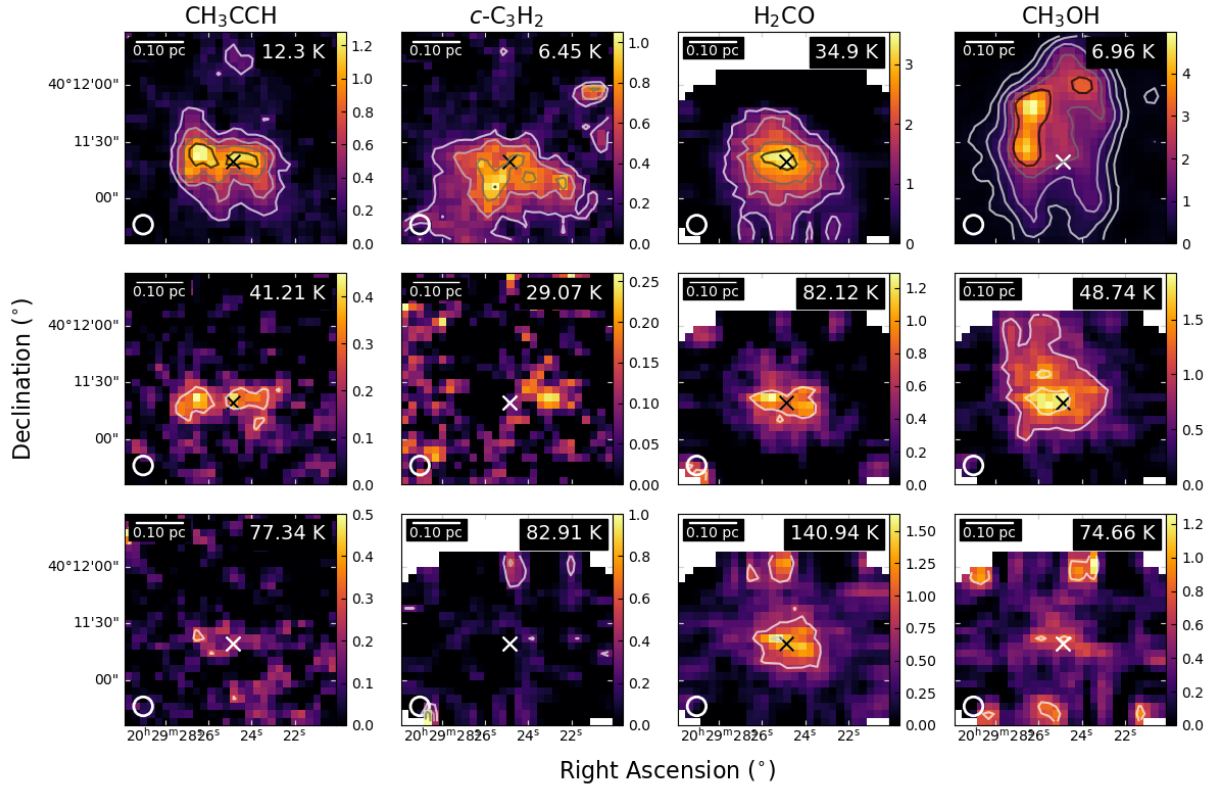 CH₃CCH c-C₃H₂ H₂CO CH₃OH
0.10 pc 12.3 K 1.2 1.0 0.8 0.6 0.4 0.2 0.0
0.10 pc 6.45 K 1.0 0.8 0.6 0.4 0.2 0.0
0.10 pc 34.9 K 3 2 1 0
0.10 pc 6.96 K 4 3 2 1 0
40°12'00"
11'30"
00"
0.10 pc 41.21 K 0.4 0.3 0.2 0.1 0.0
0.10 pc 29.07 K 0.25 0.20 0.15 0.10 0.05 0.00
0.10 pc 82.12 K 1.2 1.0 0.8 0.6 0.4 0.2 0.0
0.10 pc 48.74 K 1.5 1.0 0.5 0.0
40°12'00"
11'30"
00"
0.10 pc 77.34 K 0.5 0.4 0.3 0.2 0.1 0.0
0.10 pc 82.91 K 1.0 0.8 0.6 0.4 0.2 0.0
0.10 pc 140.94 K 1.50 1.25 1.00 0.75 0.50 0.25 0.00
0.10 pc 74.66 K 1.2 1.0 0.8 0.6 0.4 0.2 0.0
40°12'00"
11'30"
00"
20ʰ29ᵐ28ˢ 26ˢ 24ˢ 22ˢ 20ʰ29ᵐ28ˢ 26ˢ 24ˢ 22ˢ 20ʰ29ᵐ28ˢ 26ˢ 24ˢ 22ˢ 20ʰ29ᵐ28ˢ 26ˢ 24ˢ 22ˢ
Declination (°)
Right Ascension (°)